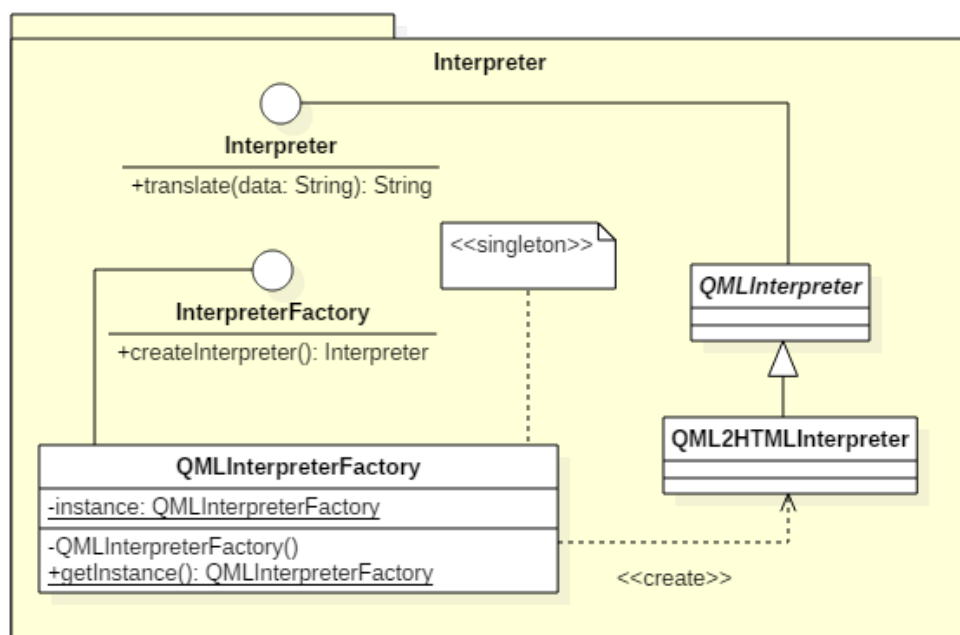 Interpreter
Interpreter
+translate(data: String): String
<<singleton>>
QMLInterpreter
InterpreterFactory
+createInterpreter(): Interpreter
QML2HTMLInterpreter
QMLInterpreterFactory
-instance: QMLInterpreterFactory
-QMLInterpreterFactory()
+getInstance(): QMLInterpreterFactory
<<create>>